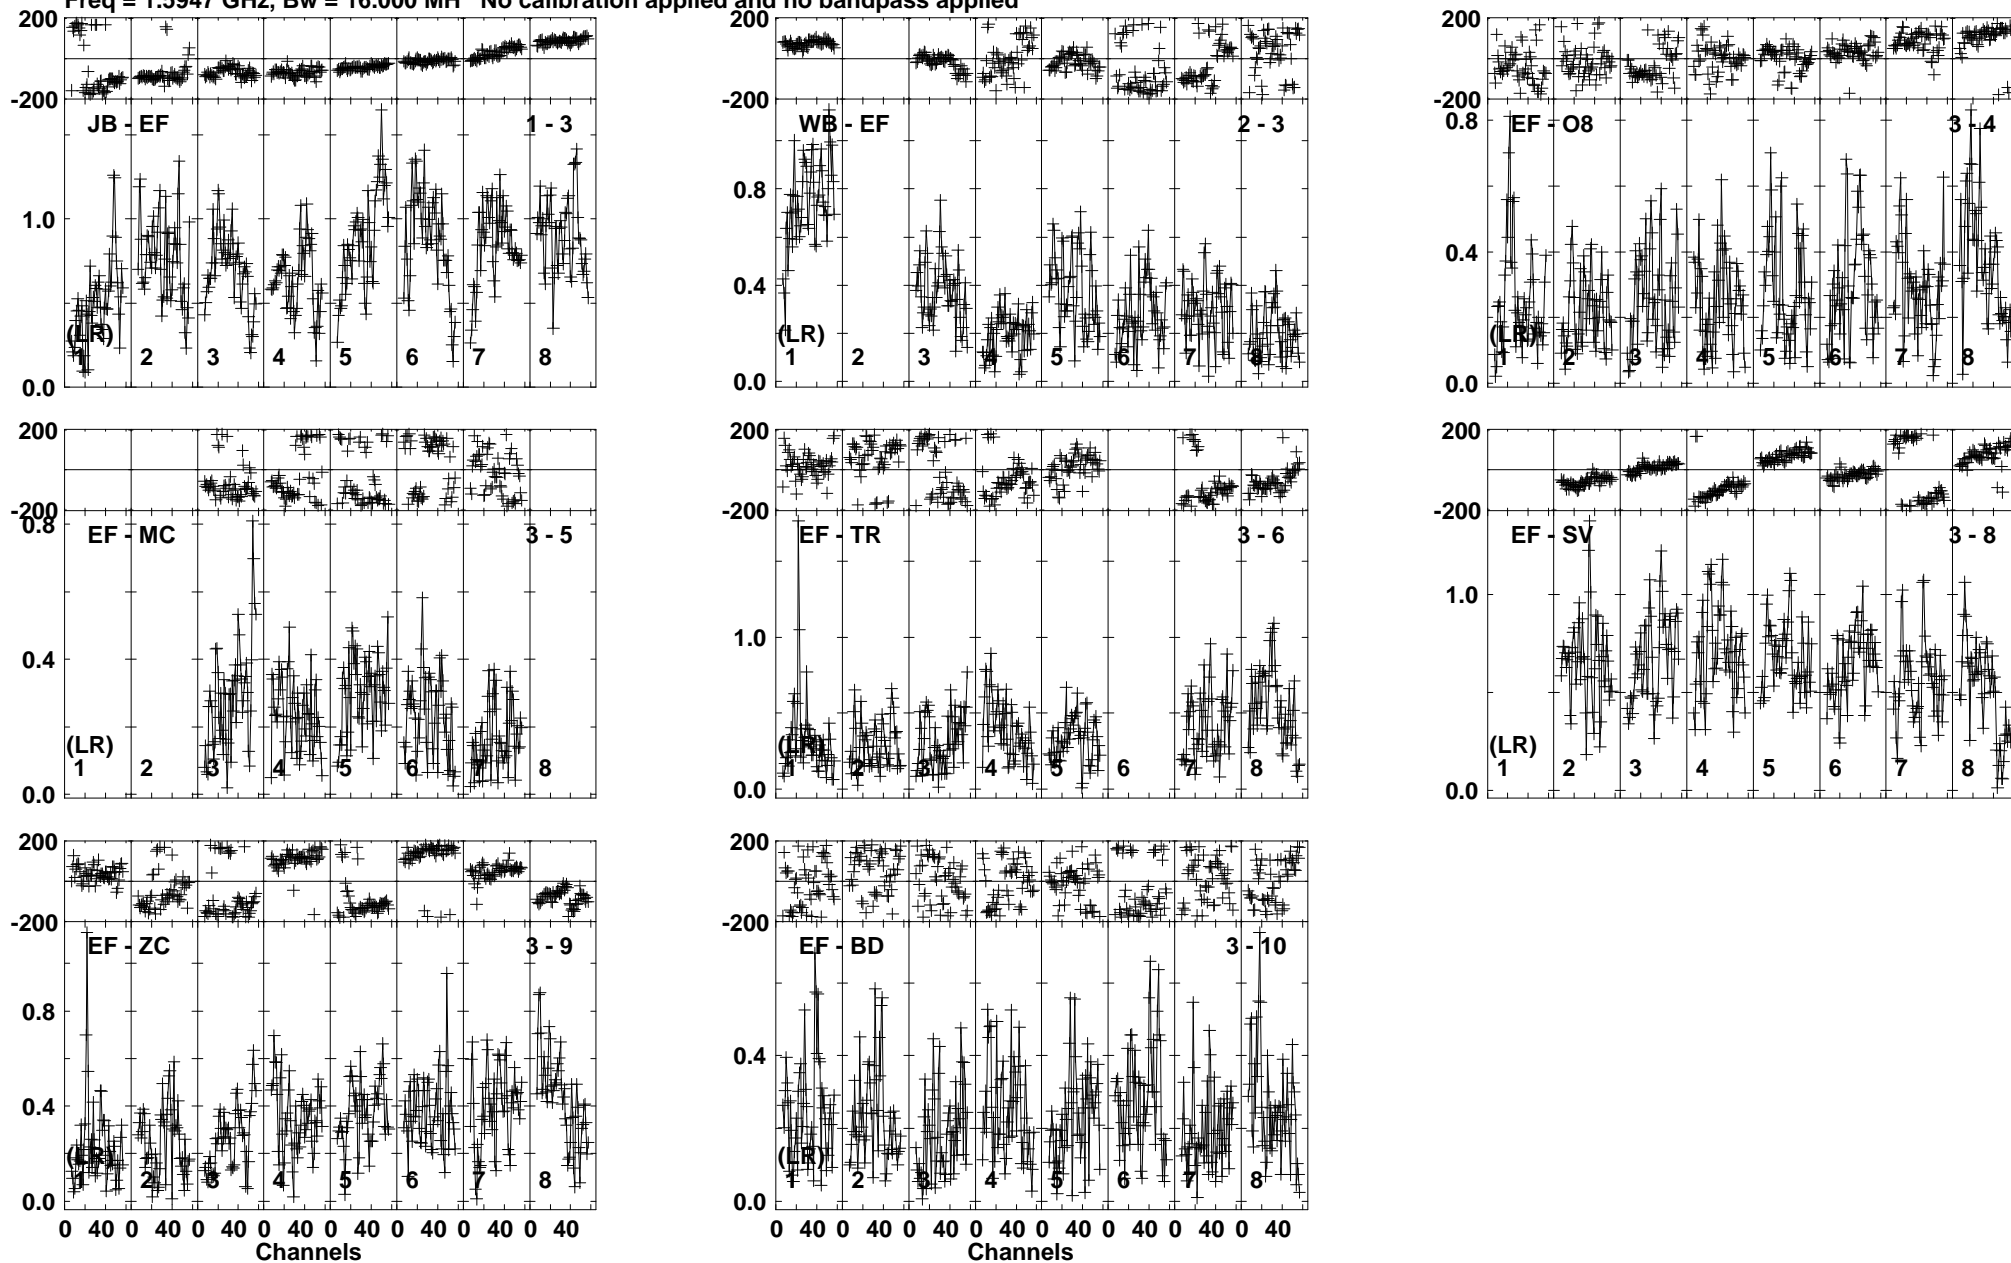 Freq = 1.5947 GHz, Bw = 16.000 MH No calibration applied and no bandpass applied
200
-200
JB - EF 1 - 3
1.0
0.0
(LR)
1 2 3 4 5 6 7 8
200
-200
WB - EF 2 - 3
0.8
0.4
0.0
(LR)
1 2 3 4 5 6 7 8
200
-200
EF - O8 3 - 4
0.8
0.4
0.0
(LR)
1 2 3 4 5 6 7 8
200
-200
EF - MC 3 - 5
0.8
0.4
0.0
(LR)
1 2 3 4 5 6 7 8
200
-200
EF - TR 3 - 6
1.0
0.0
(LR)
1 2 3 4 5 6 7 8
200
-200
EF - SV 3 - 8
1.0
0.0
(LR)
1 2 3 4 5 6 7 8
200
-200
EF - ZC 3 - 9
0.8
0.4
0.0
(LR)
1 2 3 4 5 6 7 8
0 40 0 40 0 40 0 40 0 40 0 40 0 40 0 40
Channels
200
-200
EF - BD 3 - 10
0.4
0.0
(LR)
1 2 3 4 5 6 7 8
0 40 0 40 0 40 0 40 0 40 0 40 0 40 0 40
Channels